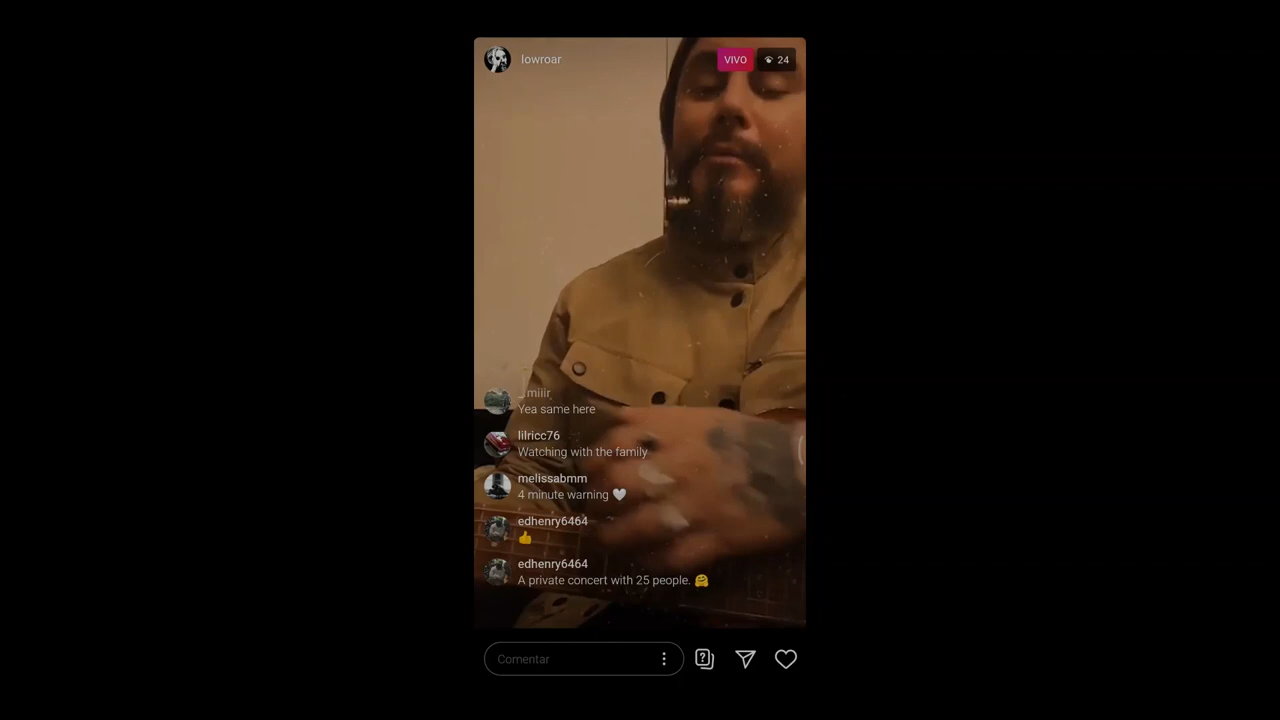 lowroar
VIVO
24
_.miiir
Yea same here
lilricc76
Watching with the family
melissabmm
4 minute warning 🤍
edhenry6464
👍
edhenry6464
A private concert with 25 people. 🤗
Comentar